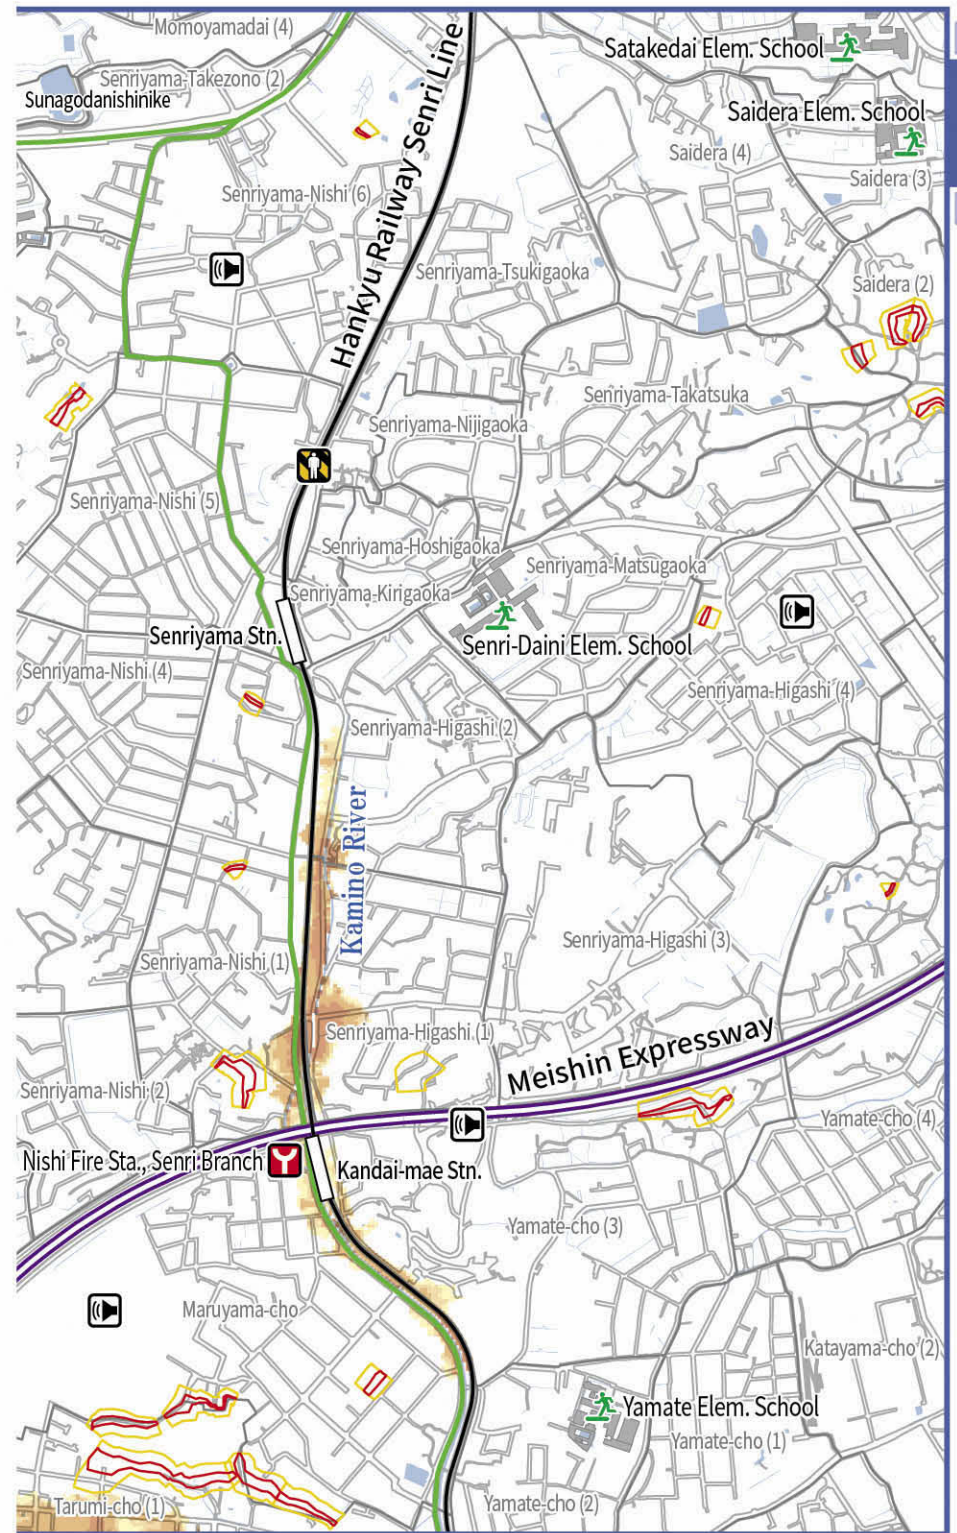 Momoyamadai (4)
Satakedai Elem. School
Senriyama-Takezono (2)
Sunagodanishinike
Saidera Elem. School
Saidera (4)
Saidera (3)
Senriyama-Nishi (6)
Hankyu Railway Senri Line
Senriyama-Tsukigaoka
Saidera (2)
Senriyama-Takatsuka
Senriyama-Nijigaoka
Senriyama-Nishi (5)
Senriyama-Hoshigaoka
Senriyama-Matsugaoka
Senriyama-Kirigaoka
Senriyama Stn.
Senri-Daini Elem. School
Senriyama-Nishi (4)
Senriyama-Higashi (4)
Senriyama-Higashi (2)
Kamino River
Senriyama-Higashi (3)
Senriyama-Nishi (1)
Senriyama-Higashi (1)
Meishin Expressway
Senriyama-Nishi (2)
Yamate-cho (4)
Nishi Fire Sta., Senri Branch
Kandai-mae Stn.
Yamate-cho (3)
Maruyama-cho
Katayama-cho (2)
Yamate Elem. School
Yamate-cho (1)
Tarumi-cho (1)
Yamate-cho (2)